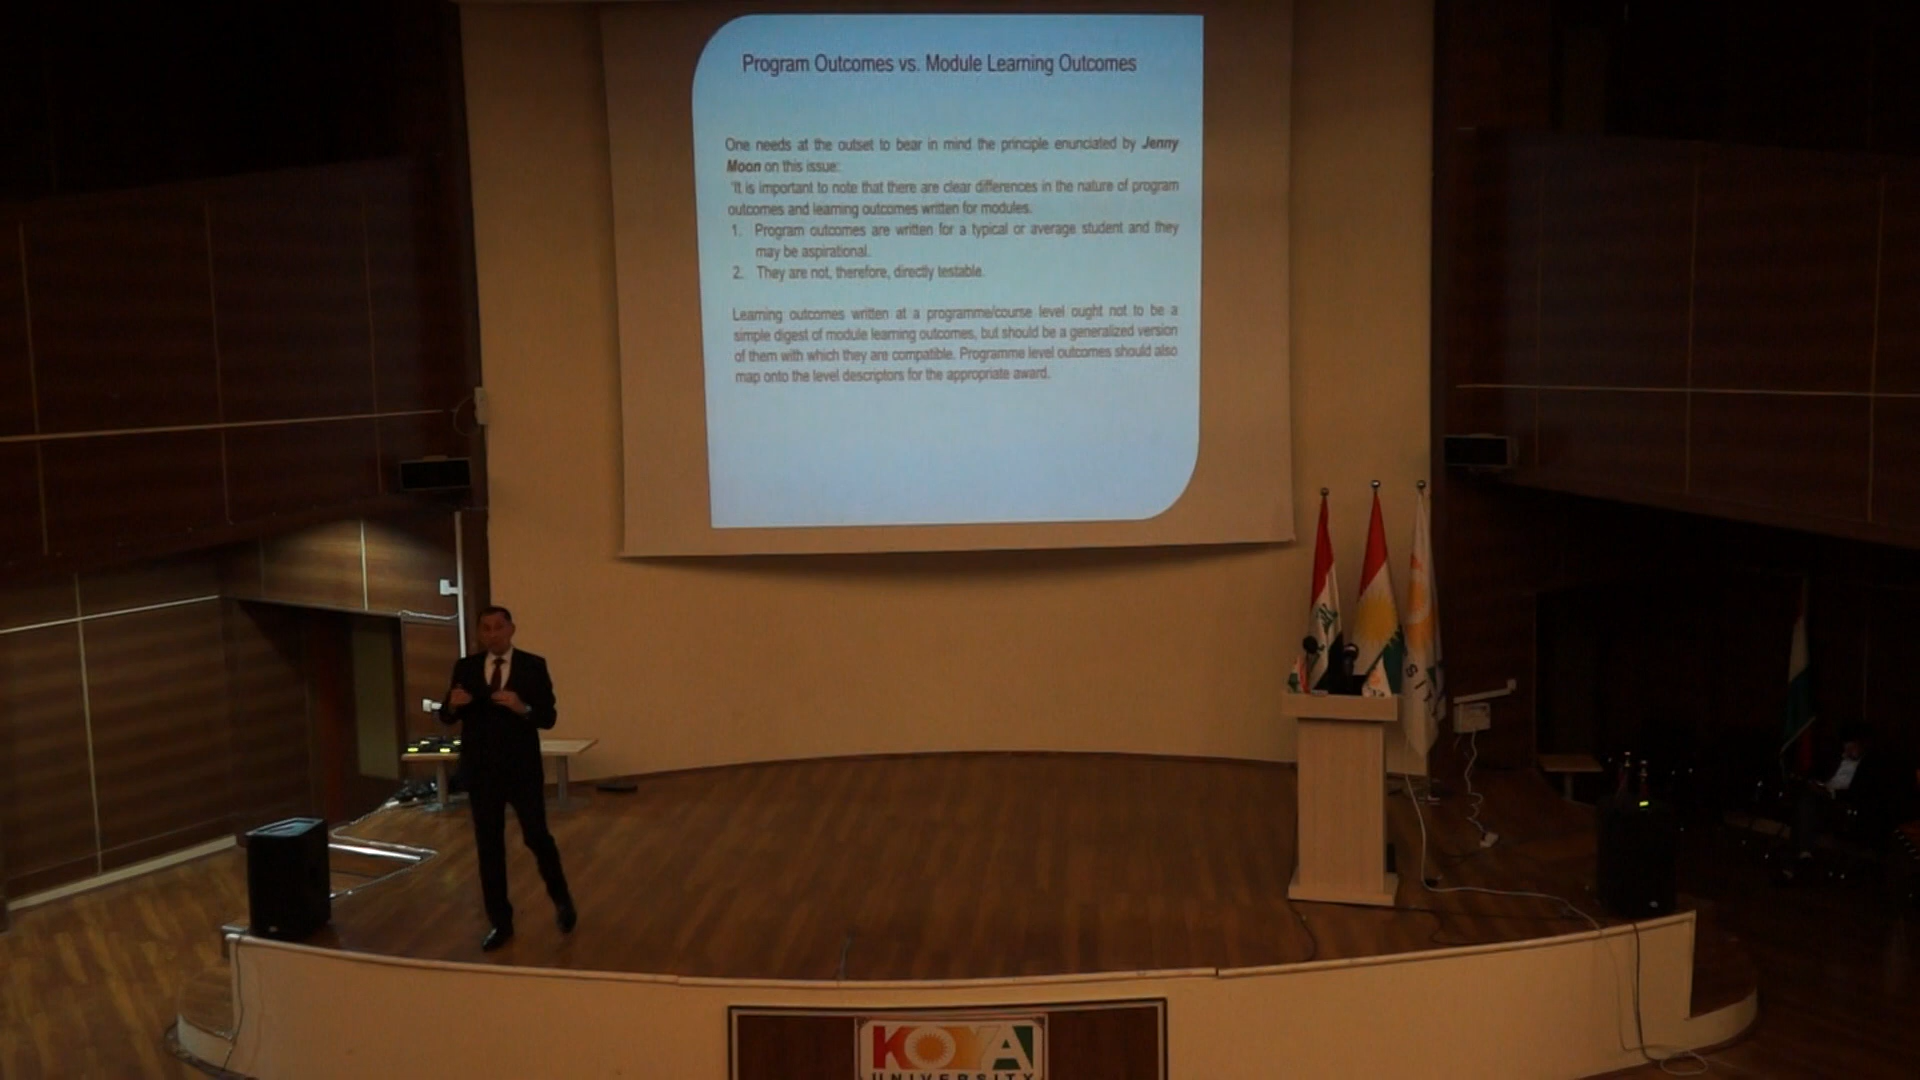 Program Outcomes vs. Module Learning Outcomes
One needs at the outset to bear in mind the principle enunciated by Jenny
Moon on this issue:
'It is important to note that there are clear differences in the nature of program
outcomes and learning outcomes written for modules.
1. Program outcomes are written for a typical or average student and they
may be aspirational.
2. They are not, therefore, directly testable.
Learning outcomes written at a programme/course level ought not to be a
simple digest of module learning outcomes, but should be a generalized version
of them with which they are compatible. Programme level outcomes should also
map onto the level descriptors for the appropriate award.
KOYA
UNIVERSITY